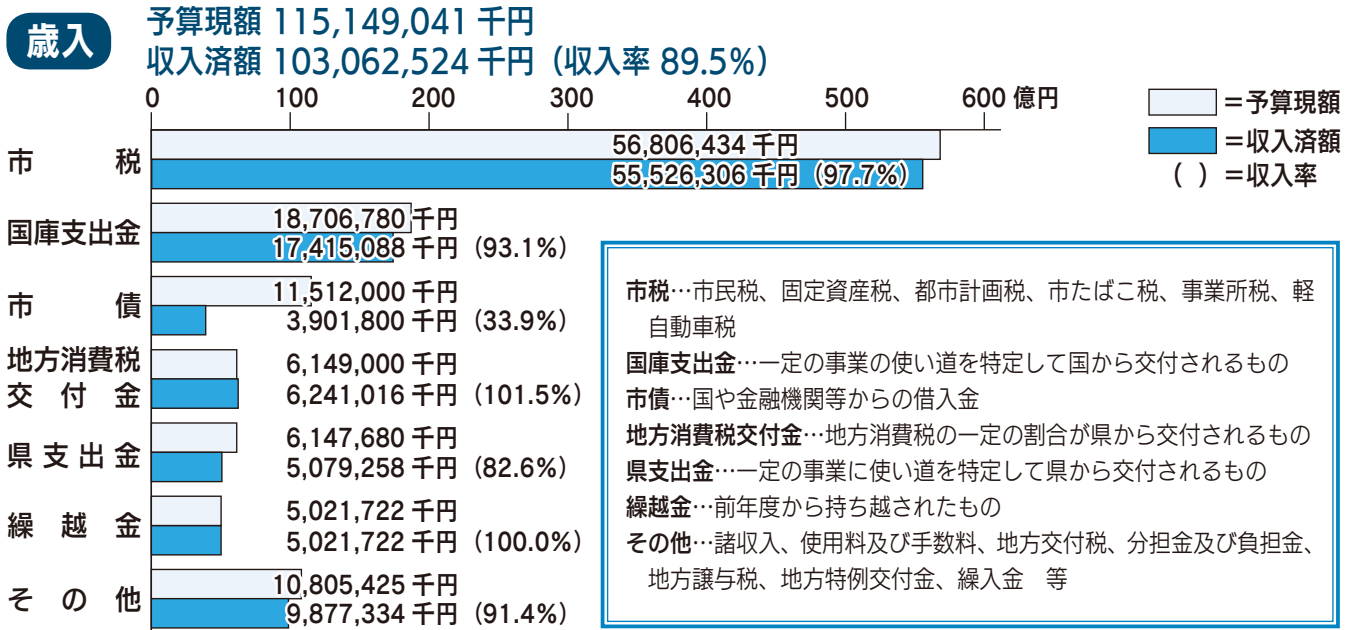 歳入
予算現額 115,149,041 千円
収入済額 103,062,524 千円（収入率 89.5%）
0 100 200 300 400 500 600 億円
=予算現額
=収入済額
（ ）=収入率
市税
56,806,434 千円
55,526,306 千円（97.7%）
国庫支出金
18,706,780 千円
17,415,088 千円（93.1%）
市債
11,512,000 千円
3,901,800 千円（33.9%）
地方消費税
交付金
6,149,000 千円
6,241,016 千円（101.5%）
県支出金
6,147,680 千円
5,079,258 千円（82.6%）
繰越金
5,021,722 千円
5,021,722 千円（100.0%）
その他
10,805,425 千円
9,877,334 千円（91.4%）
市税…市民税、固定資産税、都市計画税、市たばこ税、事業所税、軽
自動車税
国庫支出金…一定の事業の使い道を特定して国から交付されるもの
市債…国や金融機関等からの借入金
地方消費税交付金…地方消費税の一定の割合が県から交付されるもの
県支出金…一定の事業に使い道を特定して県から交付されるもの
繰越金…前年度から持ち越されたもの
その他…諸収入、使用料及び手数料、地方交付税、分担金及び負担金、
地方譲与税、地方特例交付金、繰入金　等